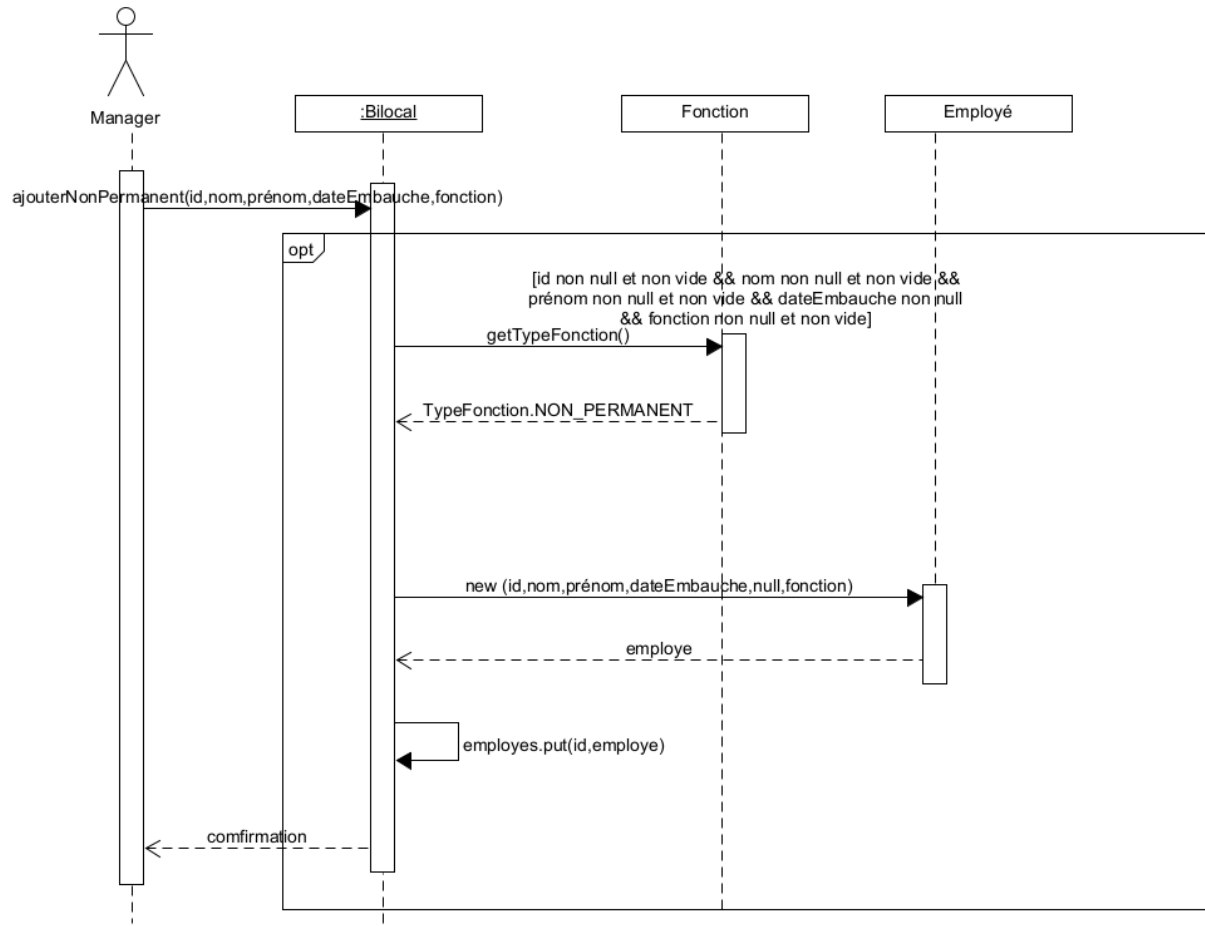 Manager
:Bilocal
Fonction
Employé
ajouterNonPermanent(id,nom,prénom,dateEmbauche,fonction)
opt
[id non null et non vide && nom non null et non vide &&
prénom non null et non vide && dateEmbauche non null
&& fonction non null et non vide]
getTypeFonction()
TypeFonction.NON_PERMANENT
new (id,nom,prénom,dateEmbauche,null,fonction)
employe
employes.put(id,employe)
comfirmation